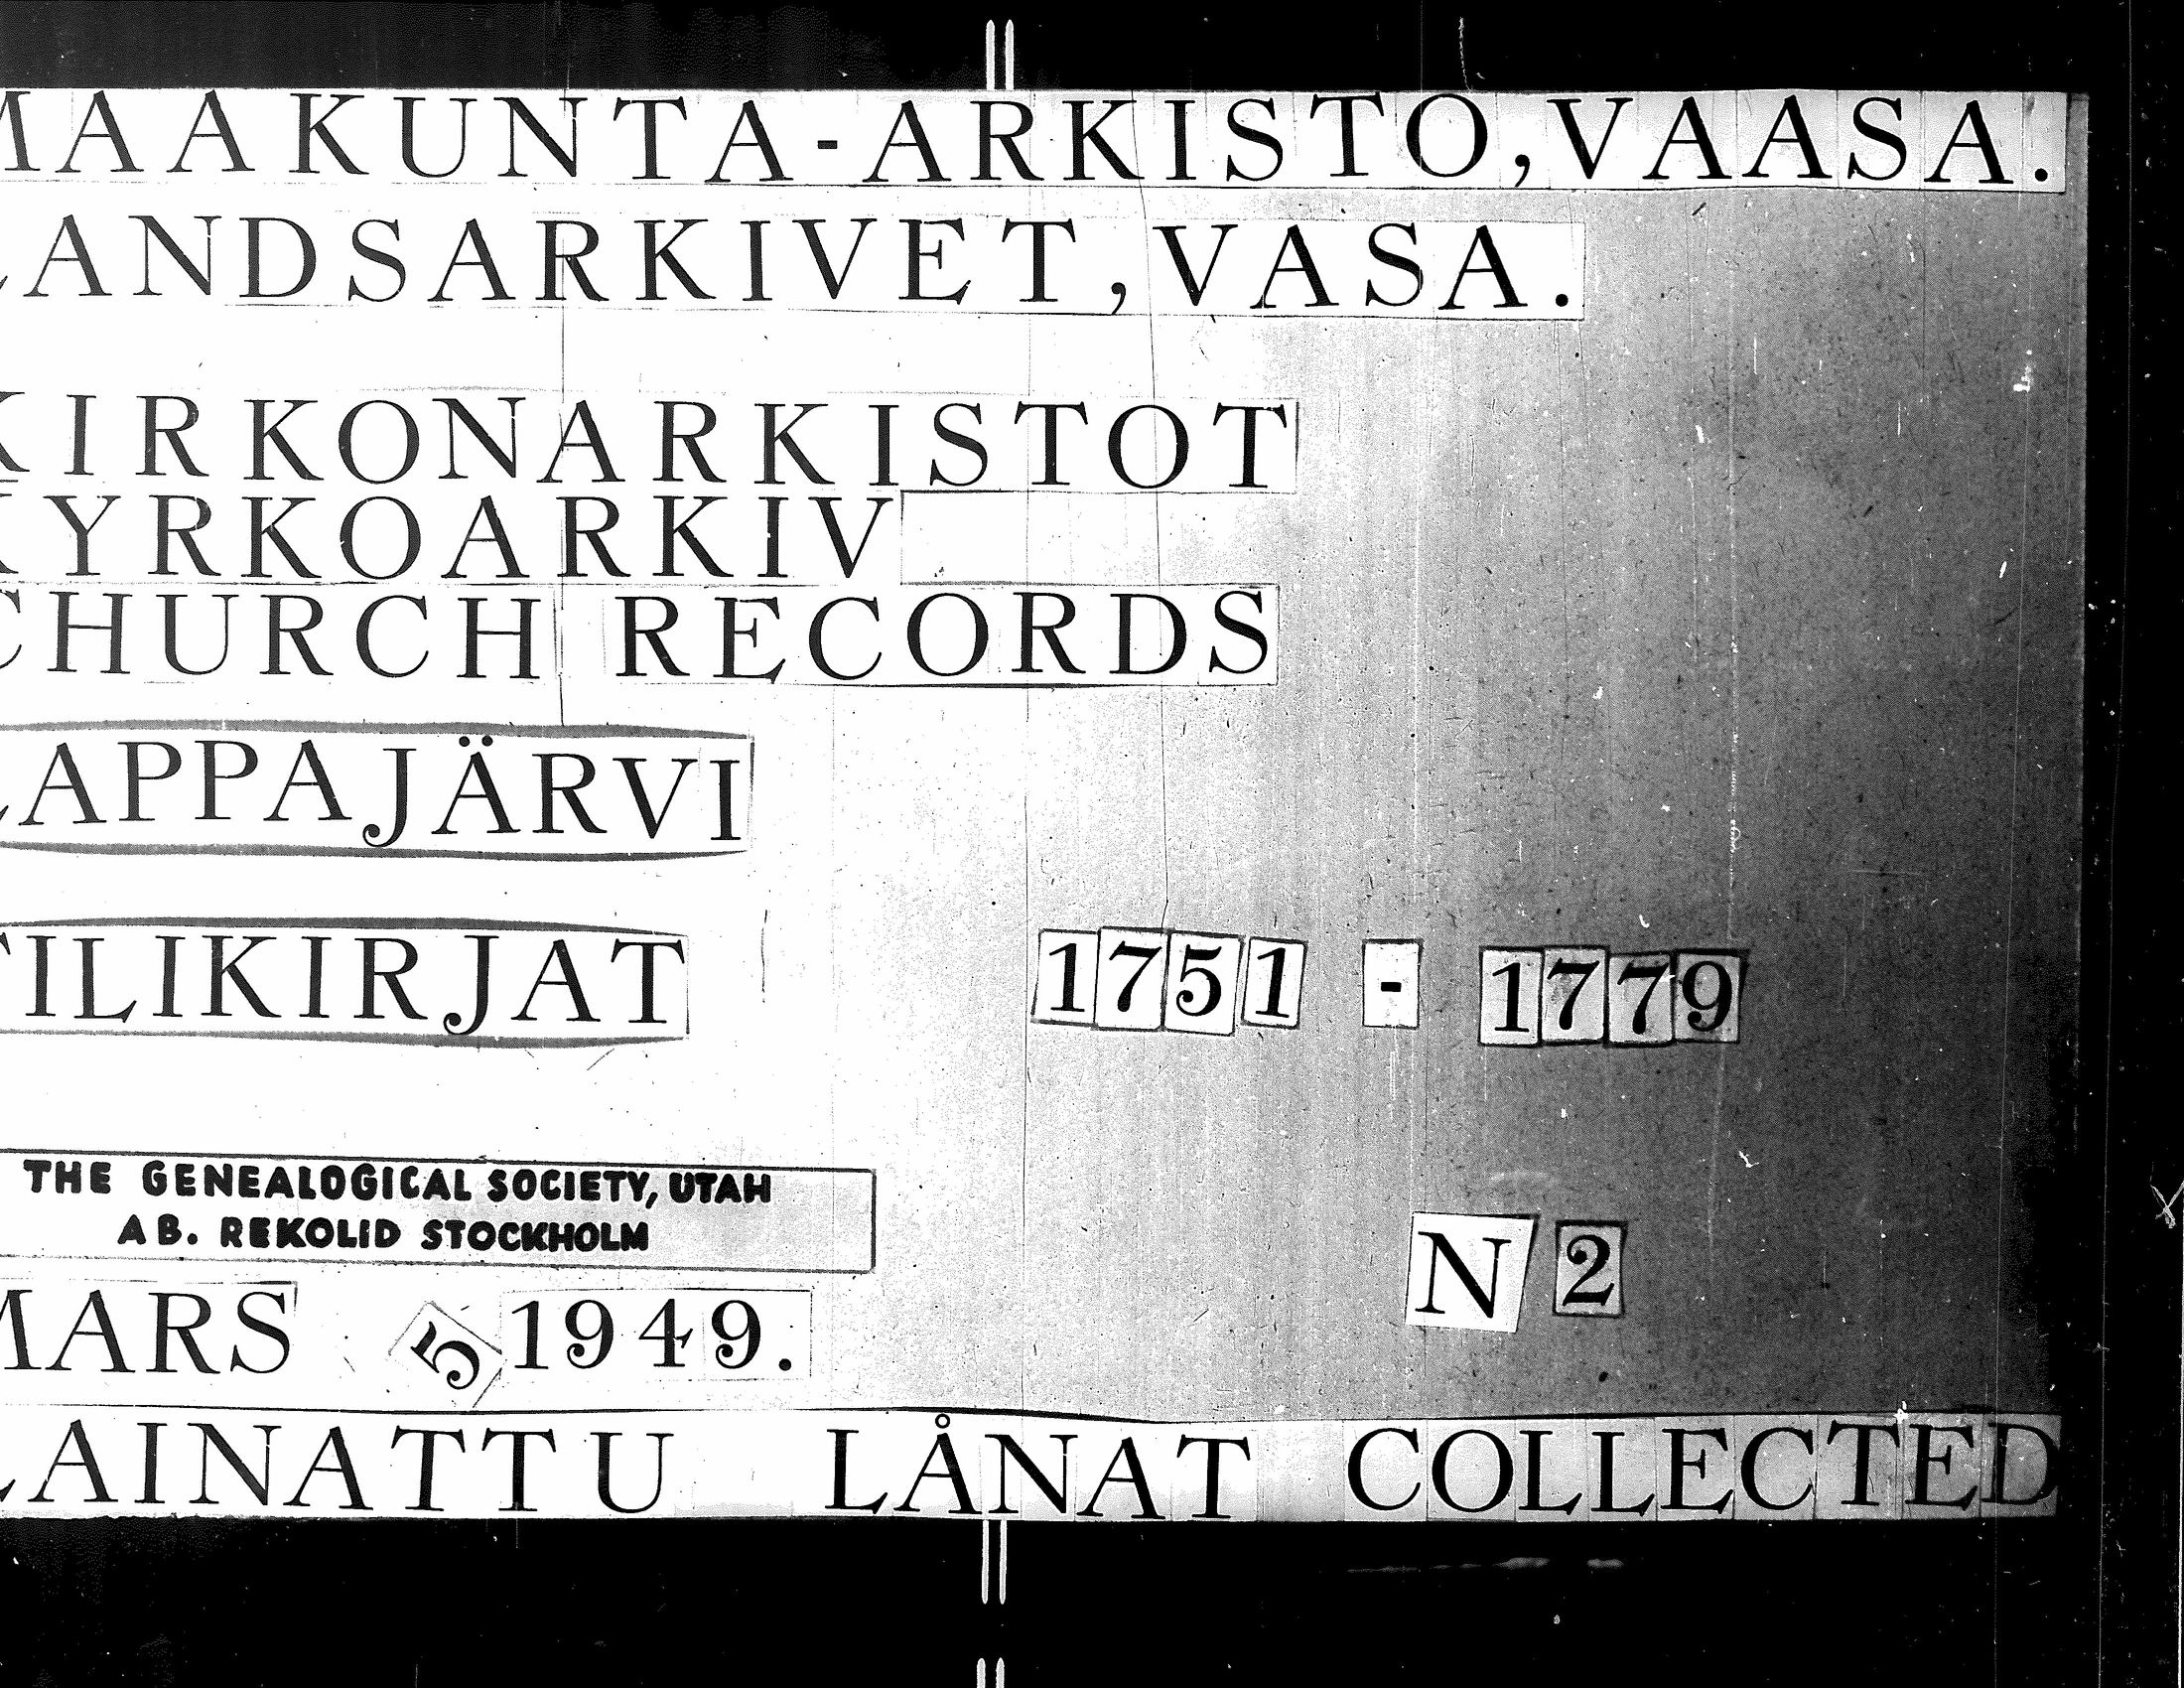 MAAKUNTA-ARKISTO, VAASA.
LANDSARKIVET, VASA.
KIRKONARKISTOT
KYRKOARKIV
CHURCH RECORDS
LAPPAJÄRVI
TILIKIRJAT 1751 - 1779
THE GENEALOGICAL SOCIETY, UTAH
AB. REKOLID STOCKHOLM
N 2
MARS 5 1949.
LAINATTU LÅNAT COLLECTED